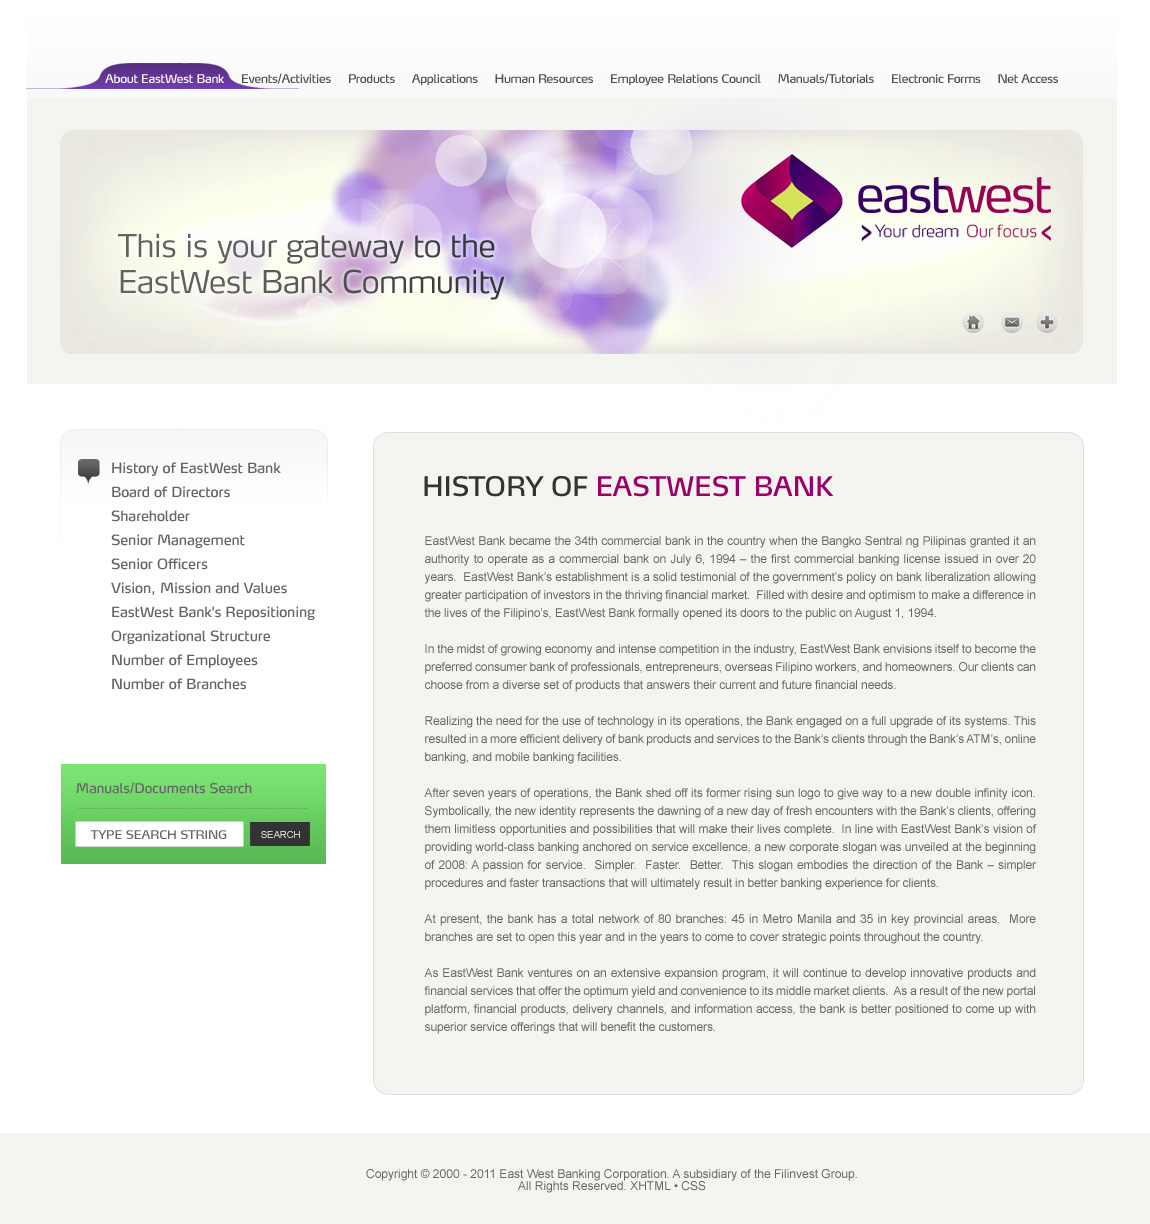 About EastWest Bank Events/Activities Products Applications Human Resources Employee Relations Council Manuals/Tutorials Electronic Forms Net Access
This is your gateway to the
EastWest Bank Community
eastwest
Your dream Our focus
History of EastWest Bank
Board of Directors
Shareholder
Senior Management
Senior Officers
Vision, Mission and Values
EastWest Bank's Repositioning
Organizational Structure
Number of Employees
Number of Branches
Manuals/Documents Search
TYPE SEARCH STRING SEARCH
HISTORY OF EASTWEST BANK
EastWest Bank became the 34th commercial bank in the country when the Bangko Sentral ng Pilipinas granted it an
authority to operate as a commercial bank on July 6, 1994 – the first commercial banking license issued in over 20
years. EastWest Bank's establishment is a solid testimonial of the government's policy on bank liberalization allowing
greater participation of investors in the thriving financial market. Filled with desire and optimism to make a difference in
the lives of the Filipino's, EastWest Bank formally opened its doors to the public on August 1, 1994.
In the midst of growing economy and intense competition in the industry, EastWest Bank envisions itself to become the
preferred consumer bank of professionals, entrepreneurs, overseas Filipino workers, and homeowners. Our clients can
choose from a diverse set of products that answers their current and future financial needs.
Realizing the need for the use of technology in its operations, the Bank engaged on a full upgrade of its systems. This
resulted in a more efficient delivery of bank products and services to the Bank's clients through the Bank's ATM's, online
banking, and mobile banking facilities.
After seven years of operations, the Bank shed off its former rising sun logo to give way to a new double infinity icon.
Symbolically, the new identity represents the dawning of a new day of fresh encounters with the Bank's clients, offering
them limitless opportunities and possibilities that will make their lives complete. In line with EastWest Bank's vision of
providing world-class banking anchored on service excellence, a new corporate slogan was unveiled at the beginning
of 2008: A passion for service. Simpler. Faster. Better. This slogan embodies the direction of the Bank – simpler
procedures and faster transactions that will ultimately result in better banking experience for clients.
At present, the bank has a total network of 80 branches: 45 in Metro Manila and 35 in key provincial areas. More
branches are set to open this year and in the years to come to cover strategic points throughout the country.
As EastWest Bank ventures on an extensive expansion program, it will continue to develop innovative products and
financial services that offer the optimum yield and convenience to its middle market clients. As a result of the new portal
platform, financial products, delivery channels, and information access, the bank is better positioned to come up with
superior service offerings that will benefit the customers.
Copyright © 2000 - 2011 East West Banking Corporation. A subsidiary of the Filinvest Group.
All Rights Reserved. XHTML • CSS